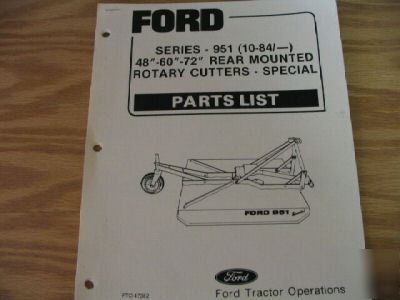 FORD
SERIES - 951 (10-84/—)
48"-60"-72" REAR MOUNTED
ROTARY CUTTERS - SPECIAL
PARTS LIST
FORD 951
Ford
Ford Tractor Operations